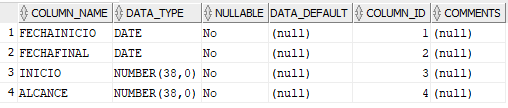 COLUMN_NAME DATA_TYPE NULLABLE DATA_DEFAULT COLUMN_ID COMMENTS
1 FECHAINICIO DATE No (null) 1 (null)
2 FECHAFINAL DATE No (null) 2 (null)
3 INICIO NUMBER(38,0) No (null) 3 (null)
4 ALCANCE NUMBER(38,0) No (null) 4 (null)